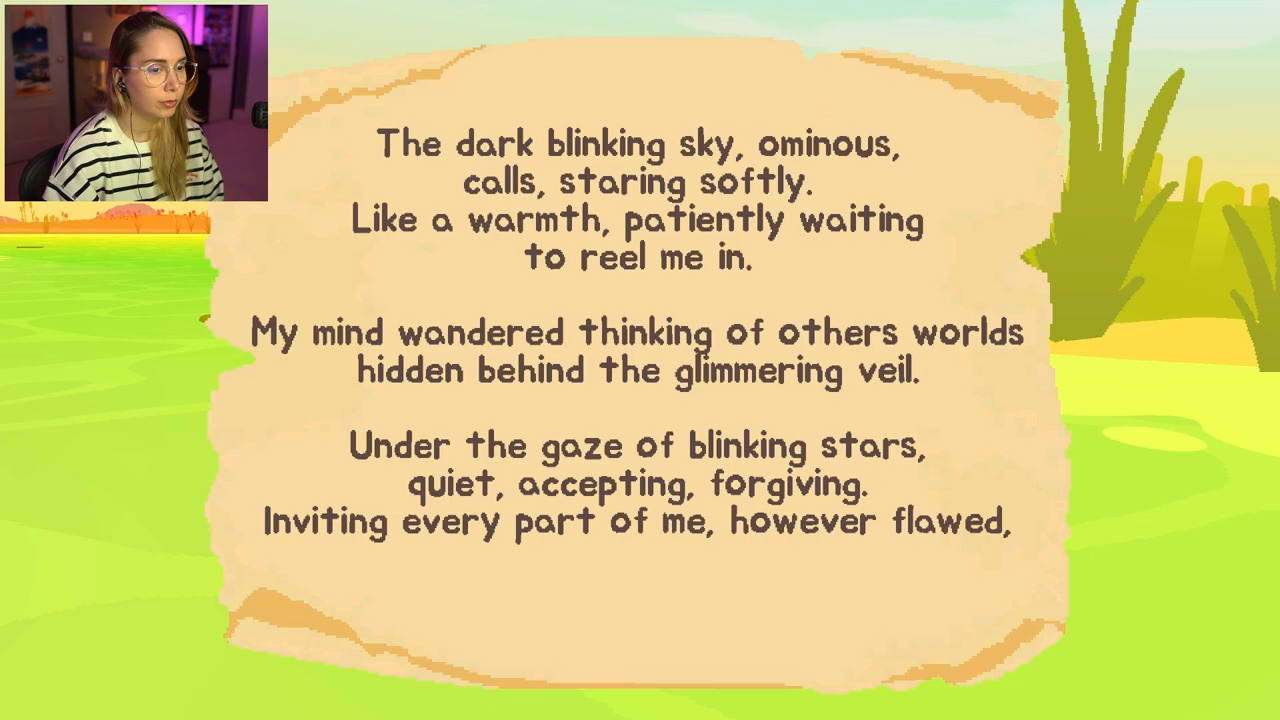 The dark blinking sky, ominous,
calls, staring softly.
Like a warmth, patiently waiting
to reel me in.
My mind wandered thinking of others worlds
hidden behind the glimmering veil.
Under the gaze of blinking stars,
quiet, accepting, forgiving.
Inviting every part of me, however flawed,